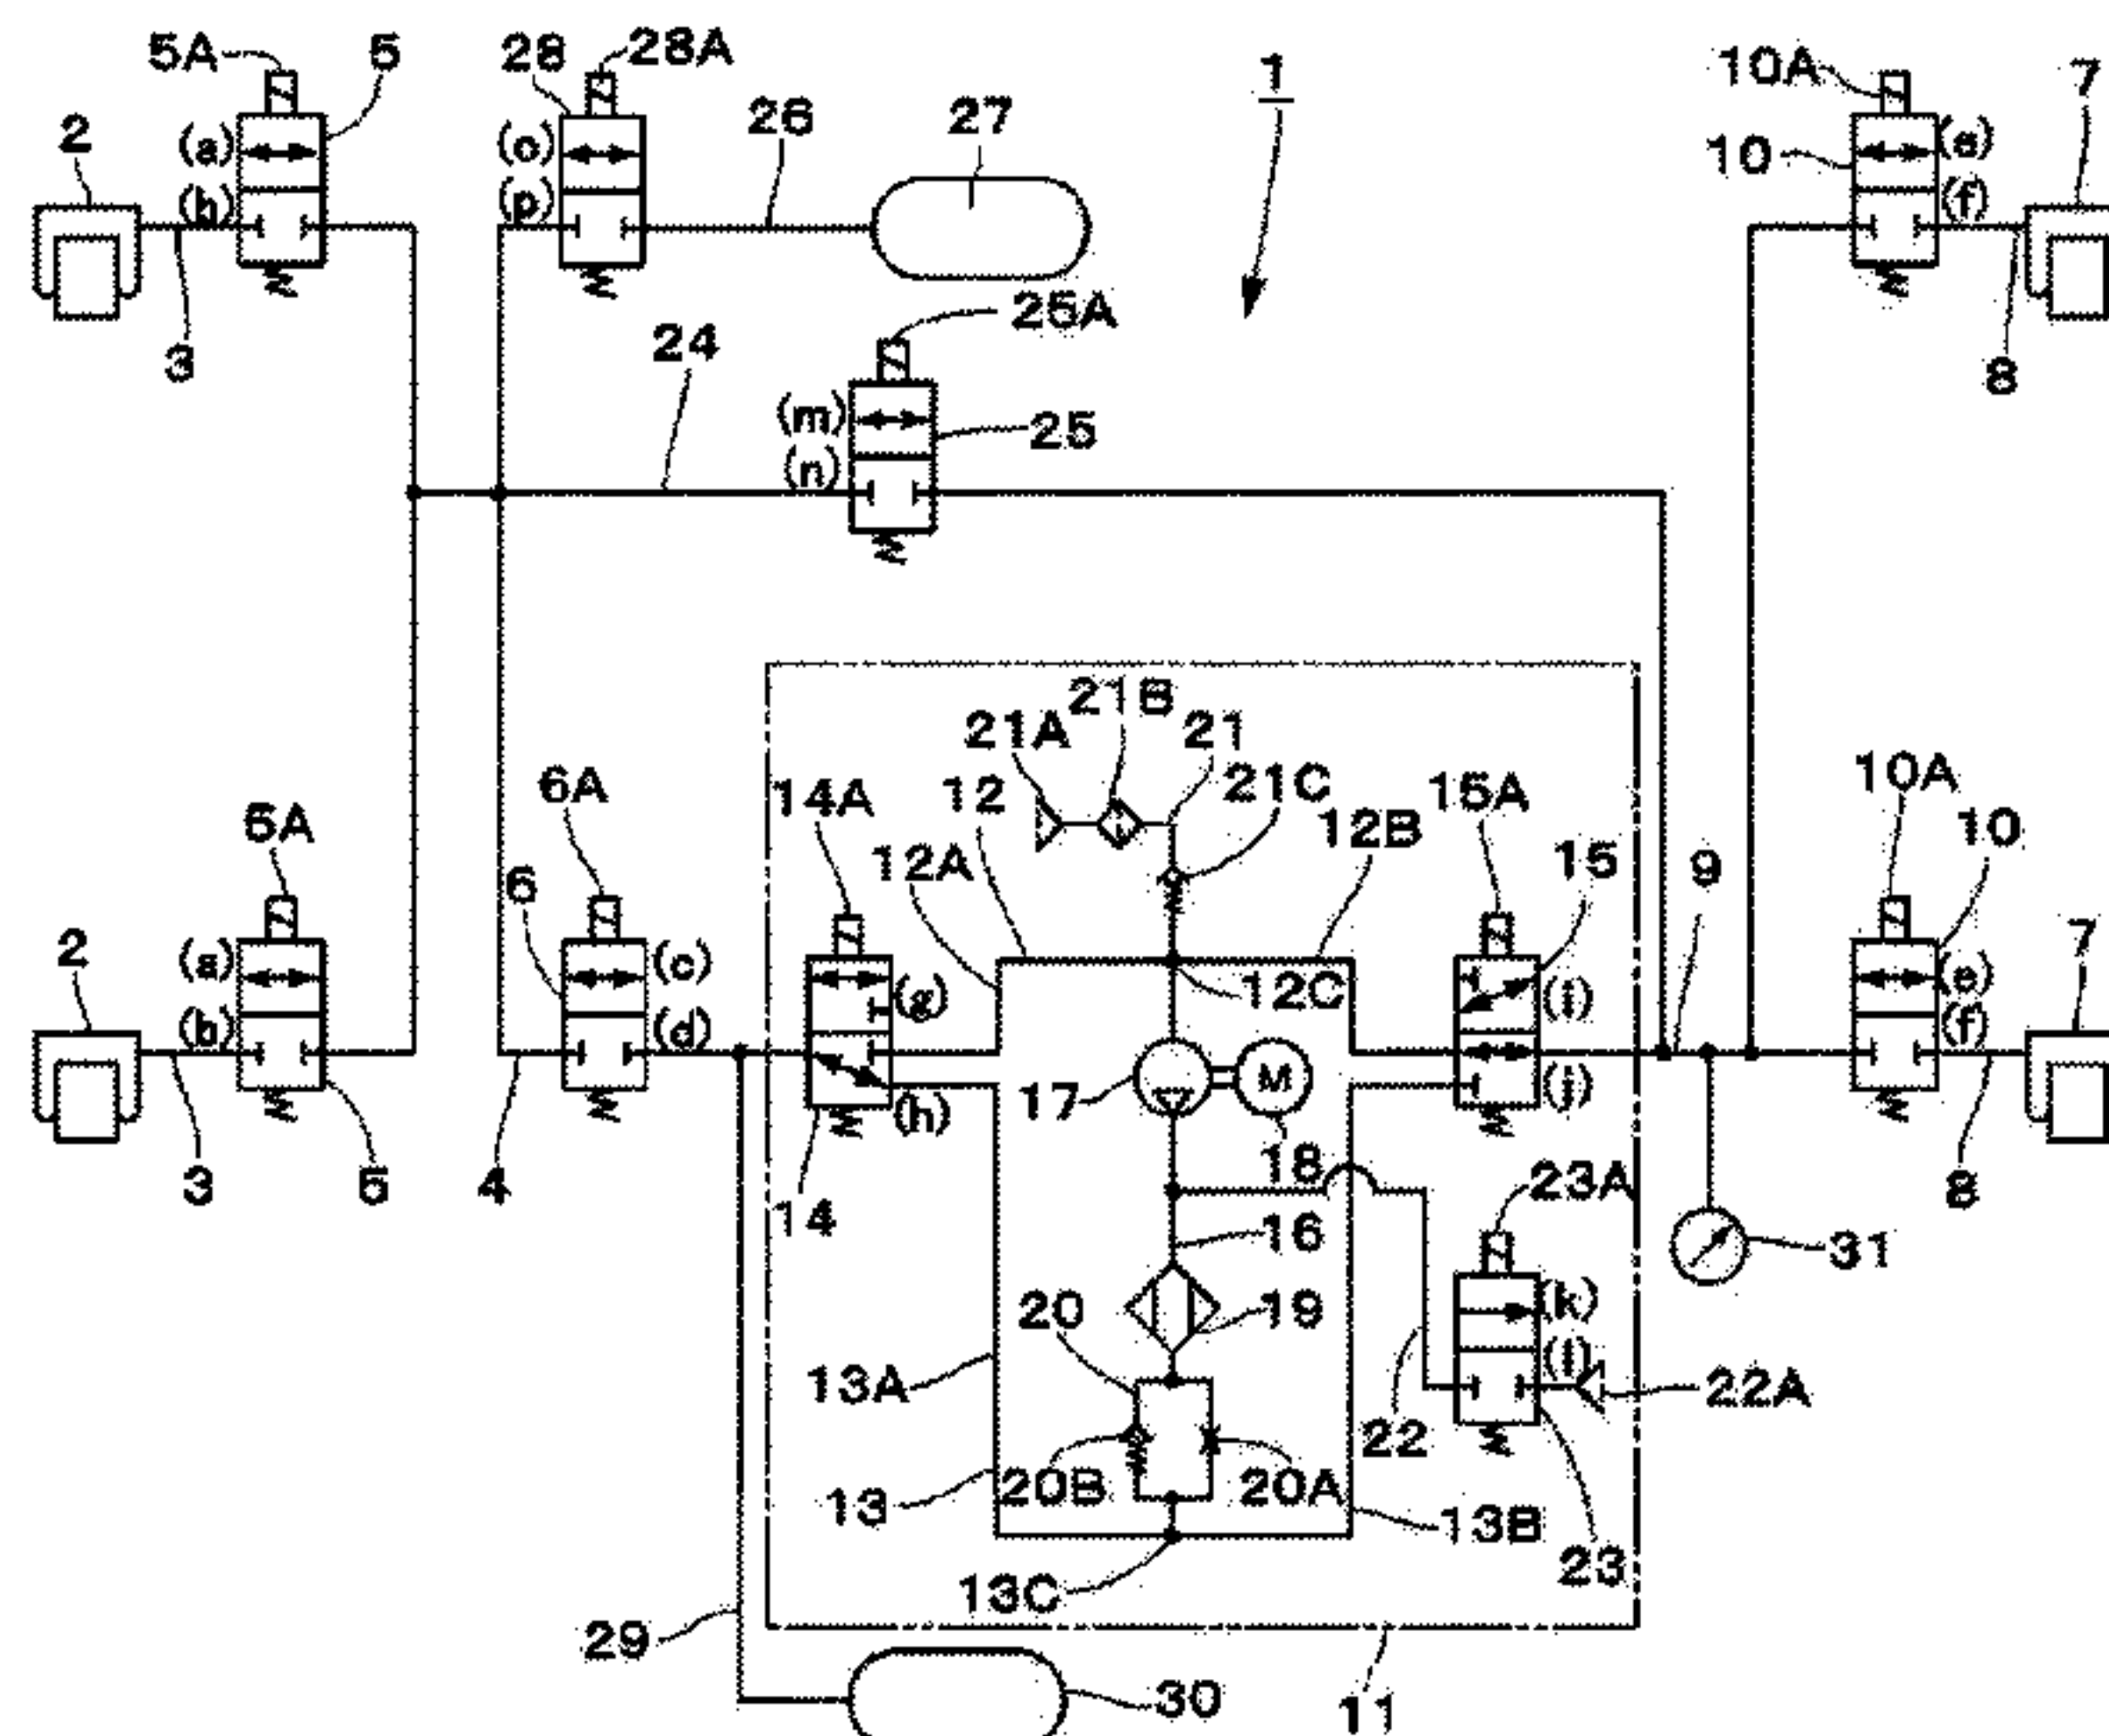 5A 5 28 28A 1 10A 7
2 (a) (o) 26 27 10 (e)
(b) (p) (f)
25A
3 24 8
(m) 25
(n)
21B
21A 21
6A 14A 12 21C 15A 10A
5A 12A 12B 15 9 10
6
2 (a) (c) (g) 12C (i) (e) 7
(b) (d) (j) (f)
17 M
(h)
3 5 4 14 18 23A 8
16 31
20 19 (k)
13A (l) 22A
22
20B 20A
13 13B
23
13C
29
30 11